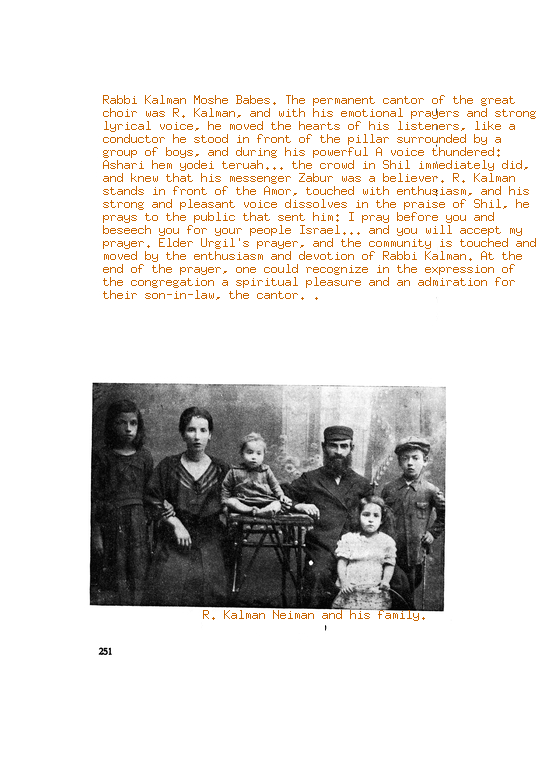 Rabbi Kalman Moshe Babes. The permanent cantor of the great
choir was R. Kalman, and with his emotional prayers and strong
lyrical voice, he moved the hearts of his listeners, like a
conductor he stood in front of the pillar surrounded by a
group of boys, and during his powerful A voice thundered:
Ashari hem yodei teruah... the crowd in Shil immediately did,
and knew that his messenger Zabur was a believer. R. Kalman
stands in front of the Amor, touched with enthusiasm, and his
strong and pleasant voice dissolves in the praise of Shil, he
prays to the public that sent him: I pray before you and
beseech you for your people Israel... and you will accept my
prayer. Elder Urgil's prayer, and the community is touched and
moved by the enthusiasm and devotion of Rabbi Kalman. At the
end of the prayer, one could recognize in the expression of
the congregation a spiritual pleasure and an admiration for
their son-in-law, the cantor. .
R. Kalman Neiman and his family.
251